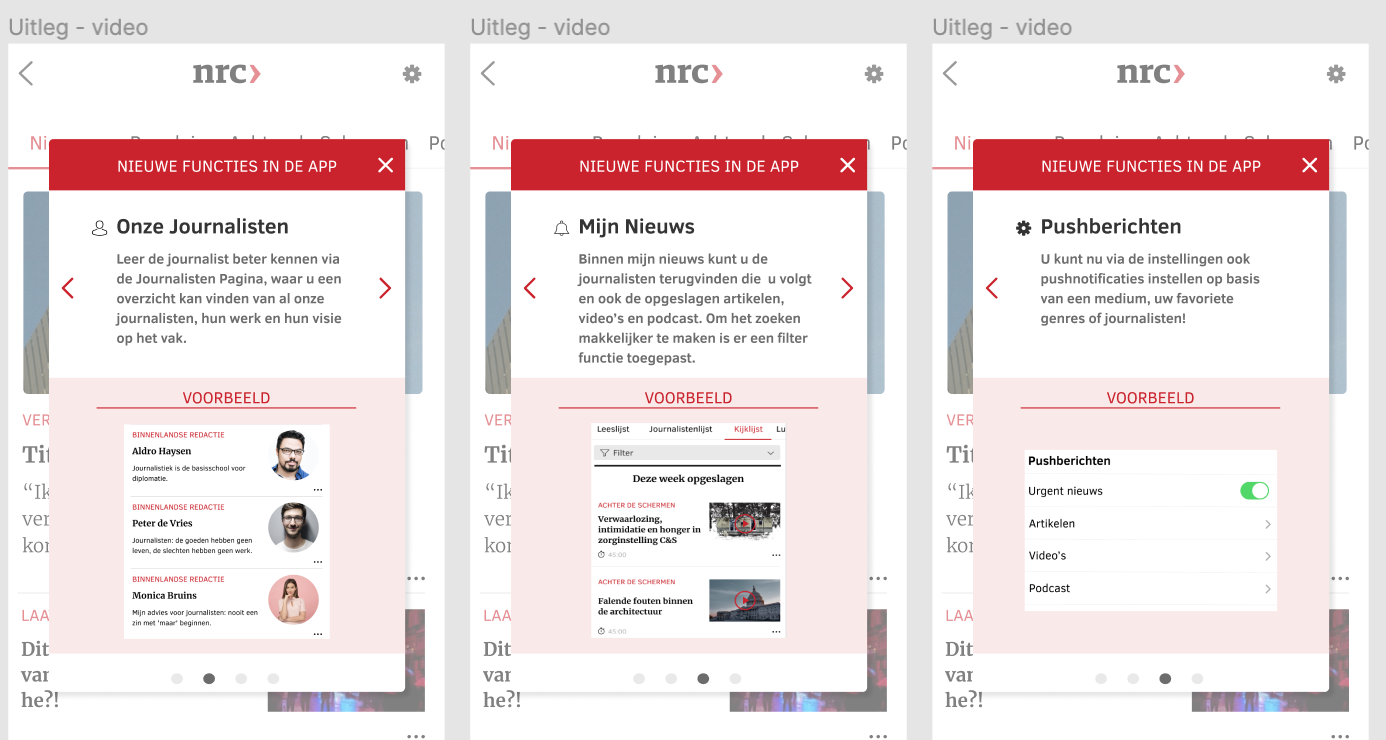 Uitleg - video
nrc
Ni
Po
NIEUWE FUNCTIES IN DE APP
Onze Journalisten
Leer de journalist beter kennen via
de Journalisten Pagina, waar u een
overzicht kan vinden van al onze
journalisten, hun werk en hun visie
op het vak.
VOORBEELD
BINNENLANDSE REDACTIE
Aldro Haysen
Journalistiek is de basisschool voor
diplomatie.
BINNENLANDSE REDACTIE
Peter de Vries
Journalisten: de goeden hebben geen
leven, de slechten hebben geen werk.
BINNENLANDSE REDACTIE
Monica Bruins
Mijn advies voor journalisten: nooit een
zin met 'maar' beginnen.
VER
Tit
“Ik
ver
kor
LAA
Dit
van
he?!
Uitleg - video
nrc
Ni
Po
NIEUWE FUNCTIES IN DE APP
Mijn Nieuws
Binnen mijn nieuws kunt u de
journalisten terugvinden die u volgt
en ook de opgeslagen artikelen,
video's en podcast. Om het zoeken
makkelijker te maken is er een filter
functie toegepast.
VOORBEELD
Leeslijst Journalistenlijst Kijklijst Lu
Filter
Deze week opgeslagen
ACHTER DE SCHERMEN
Verwaarlozing,
intimidatie en honger in
zorginstelling C&S
45:00
ACHTER DE SCHERMEN
Falende fouten binnen
de architectuur
45:00
VER
Tit
“Ik
ver
kor
LAA
Dit
van
he?!
Uitleg - video
nrc
Ni
Po
NIEUWE FUNCTIES IN DE APP
Pushberichten
U kunt nu via de instellingen ook
pushnotificaties instellen op basis
van een medium, uw favoriete
genres of journalisten!
VOORBEELD
Pushberichten
Urgent nieuws
Artikelen
Video's
Podcast
VER
Tit
“Ik
ver
kor
LAA
Dit
van
he?!